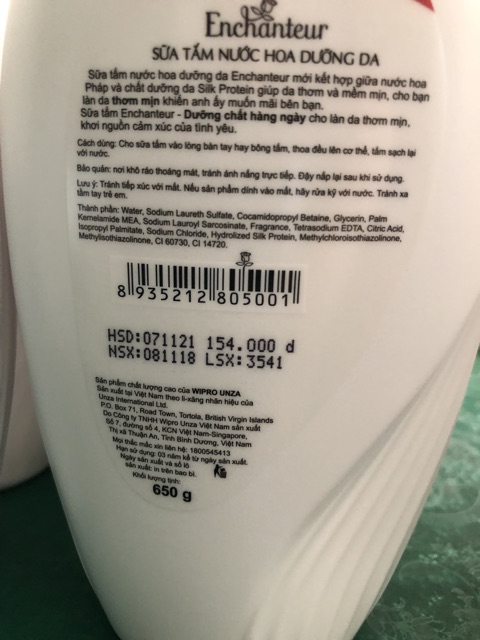 Enchanteur
SỮA TẮM NƯỚC HOA DƯỠNG DA
Sữa tắm nước hoa dưỡng da Enchanteur mới kết hợp giữa nước hoa
Pháp và chất dưỡng da Silk Protein giúp da thơm và mềm mịn, cho bạn
làn da thơm mịn khiến anh ấy muốn mãi bên bạn.
Sữa tắm Enchanteur - Dưỡng chất hàng ngày cho làn da thơm mịn,
khơi nguồn cảm xúc của tình yêu.
Cách dùng: Cho sữa tắm vào lòng bàn tay hay bông tắm, thoa đều lên cơ thể, tắm sạch lại
với nước.
Bảo quản: nơi khô ráo thoáng mát, tránh ánh nắng trực tiếp. Đậy nắp lại sau khi sử dụng.
Lưu ý: Tránh tiếp xúc với mắt. Nếu sản phẩm dính vào mắt, hãy rửa kỹ với nước. Tránh xa
tầm tay trẻ em.
Thành phần: Water, Sodium Laureth Sulfate, Cocamidopropyl Betaine, Glycerin, Palm
Kernelamide MEA, Sodium Lauroyl Sarcosinate, Fragrance, Tetrasodium EDTA, Citric Acid,
Isopropyl Palmitate, Sodium Chloride, Hydrolized Silk Protein, Methylchloroisothiazolinone,
Methylisothiazolinone, CI 60730, CI 14720.
8 935212 805001
HSD:071121 154.000 đ
NSX:081118 LSX:3541
Sản phẩm chất lượng cao của WIPRO UNZA
Sản xuất tại Việt Nam theo li-xăng nhãn hiệu của
Unza International Ltd.
P.O. Box 71, Road Town, Tortola, British Virgin Islands
Do Công ty TNHH Wipro Unza Việt Nam sản xuất
Số 7, đường số 4, KCN Việt Nam-Singapore,
Thị xã Thuận An, Tỉnh Bình Dương, Việt Nam
Mọi thắc mắc xin liên hệ: 1800545413
Hạn sử dụng: 03 năm kể từ ngày sản xuất.
Ngày sản xuất và số lô
sản xuất: in trên bao bì.
Khối lượng tịnh:
650 g